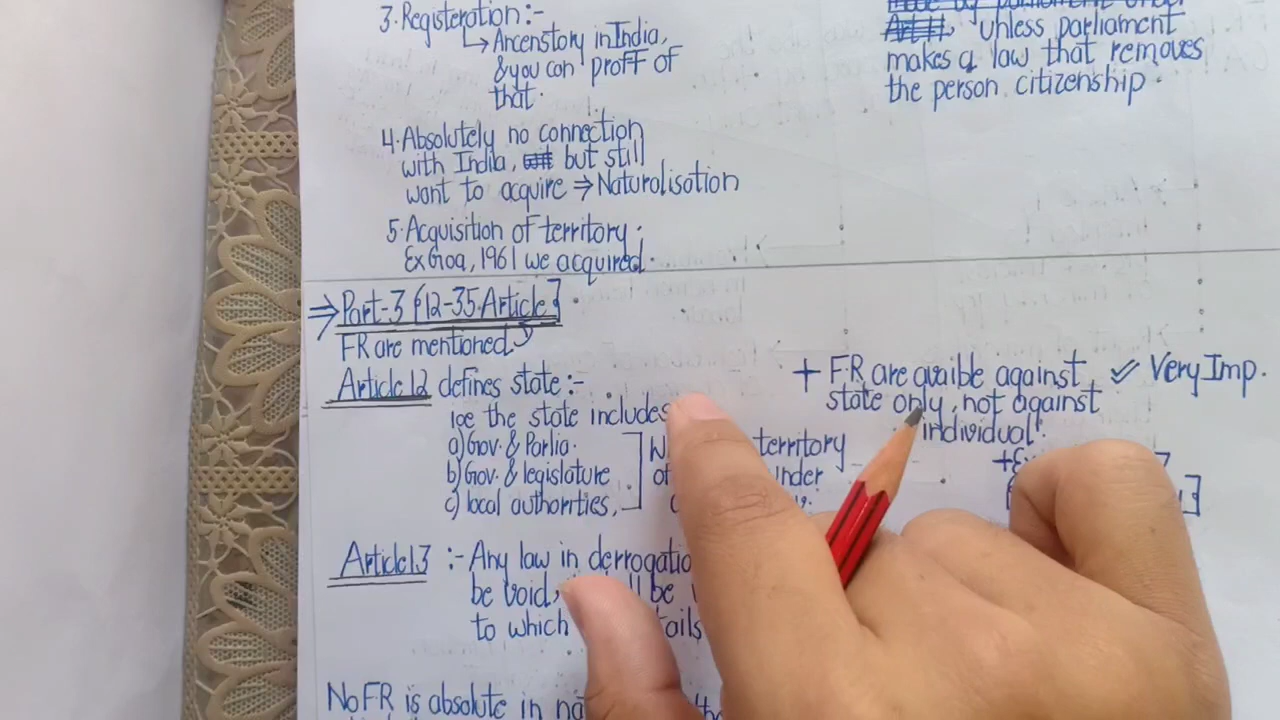 3. Registeration :-
↳ Ancenstory in India,
& you can proff of
that.
4. Absolutely no connection
with India, but still
want to acquire ⇒ Naturalisation
5. Acquisition of territory.
Ex Goa, 1961 we acquired.
unless parliament
makes a law that removes
the person citizenship.
⇒ Part-3 {12-35 Article}
FR are mentioned
Article 12 defines state :-
the state includes
a) Gov. & Parlia.
b) Gov. & legislature
c) local authorities,
territory
of under
+ F.R are avaible against
state only, not against
individual.
✓ Very Imp.
Article 13 :- Any law in derrogatio
be void, be
to which
No FR is absolute in na